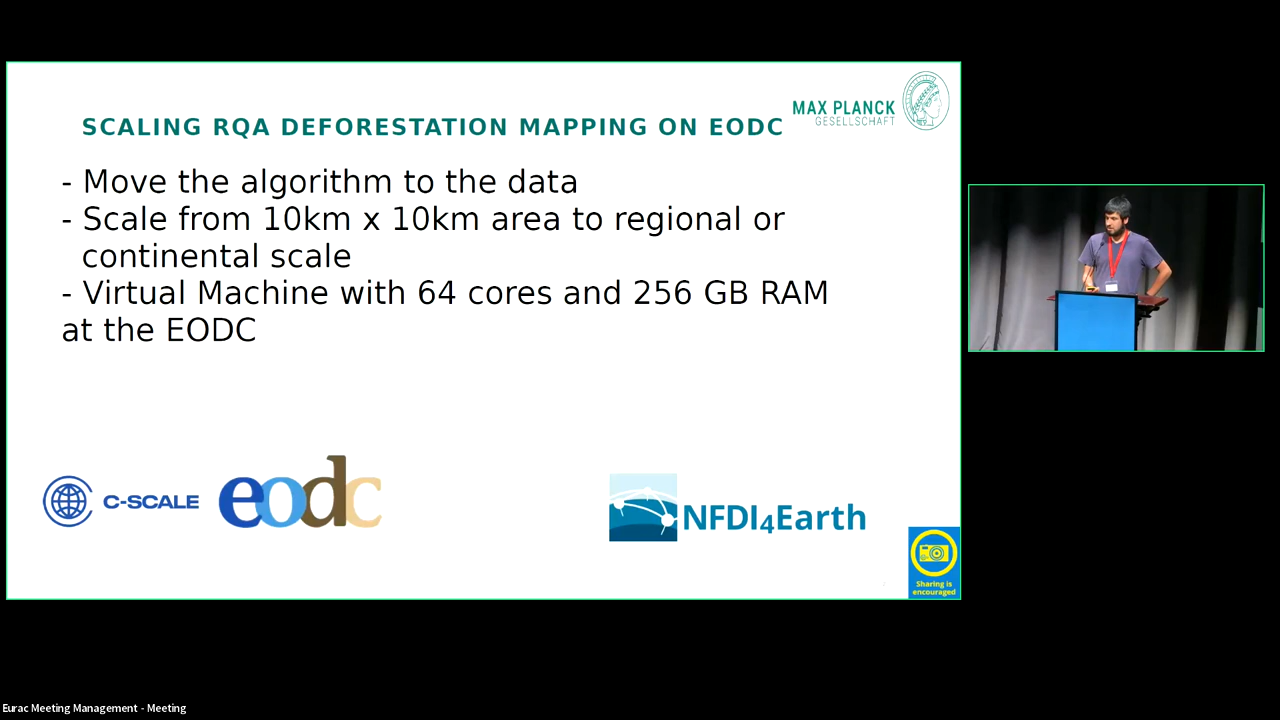 MAX PLANCK
GESELLSCHAFT
SCALING RQA DEFORESTATION MAPPING ON EODC
- Move the algorithm to the data
- Scale from 10km x 10km area to regional or
continental scale
- Virtual Machine with 64 cores and 256 GB RAM
at the EODC
C-SCALE
eodc
NFDI4Earth
Sharing is
encouraged
Eurac Meeting Management - Meeting